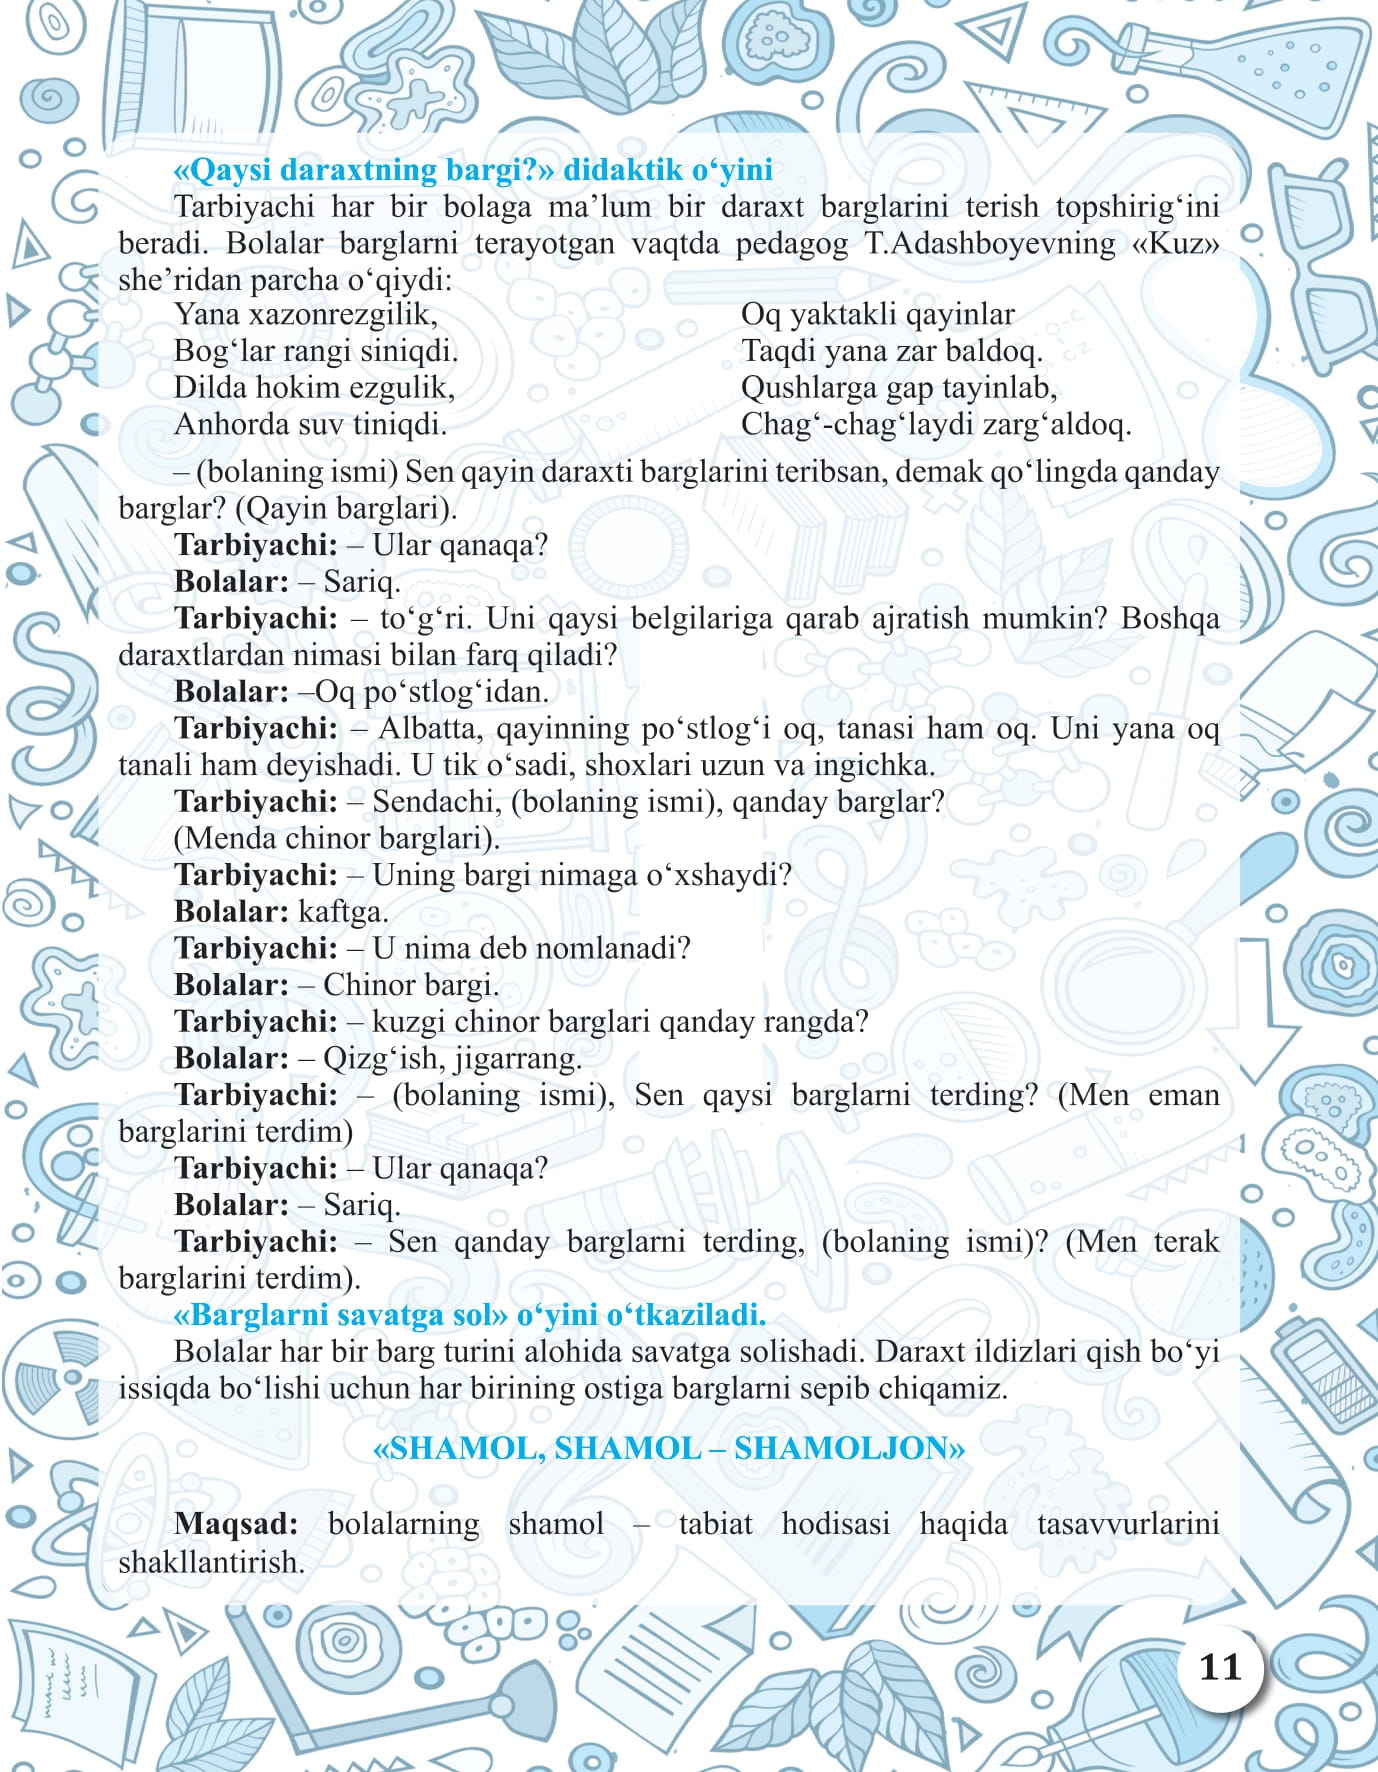 «Qaysi daraxtning bargi?» didaktik o‘yini
Tarbiyachi har bir bolaga ma’lum bir daraxt barglarini terish topshirig‘ini
beradi. Bolalar barglarni terayotgan vaqtda pedagog T.Adashboyevning «Kuz»
she’ridan parcha o‘qiydi:
Yana xazonrezgilik,
Bog‘lar rangi siniqdi.
Dilda hokim ezgulik,
Anhorda suv tiniqdi.
Oq yaktakli qayinlar
Taqdi yana zar baldoq.
Qushlarga gap tayinlab,
Chag‘-chag‘laydi zarg‘aldoq.
– (bolaning ismi) Sen qayin daraxti barglarini teribsan, demak qo‘lingda qanday
barglar? (Qayin barglari).
Tarbiyachi: – Ular qanaqa?
Bolalar: – Sariq.
Tarbiyachi: – to‘g‘ri. Uni qaysi belgilariga qarab ajratish mumkin? Boshqa
daraxtlardan nimasi bilan farq qiladi?
Bolalar: –Oq po‘stlog‘idan.
Tarbiyachi: – Albatta, qayinning po‘stlog‘i oq, tanasi ham oq. Uni yana oq
tanali ham deyishadi. U tik o‘sadi, shoxlari uzun va ingichka.
Tarbiyachi: – Sendachi, (bolaning ismi), qanday barglar?
(Menda chinor barglari).
Tarbiyachi: – Uning bargi nimaga o‘xshaydi?
Bolalar: kaftga.
Tarbiyachi: – U nima deb nomlanadi?
Bolalar: – Chinor bargi.
Tarbiyachi: – kuzgi chinor barglari qanday rangda?
Bolalar: – Qizg‘ish, jigarrang.
Tarbiyachi: – (bolaning ismi), Sen qaysi barglarni terding? (Men eman
barglarini terdim)
Tarbiyachi: – Ular qanaqa?
Bolalar: – Sariq.
Tarbiyachi: – Sen qanday barglarni terding, (bolaning ismi)? (Men terak
barglarini terdim).
«Barglarni savatga sol» o‘yini o‘tkaziladi.
Bolalar har bir barg turini alohida savatga solishadi. Daraxt ildizlari qish bo‘yi
issiqda bo‘lishi uchun har birining ostiga barglarni sepib chiqamiz.
«SHAMOL, SHAMOL – SHAMOLJON»
Maqsad: bolalarning shamol – tabiat hodisasi haqida tasavvurlarini
shakllantirish.
11